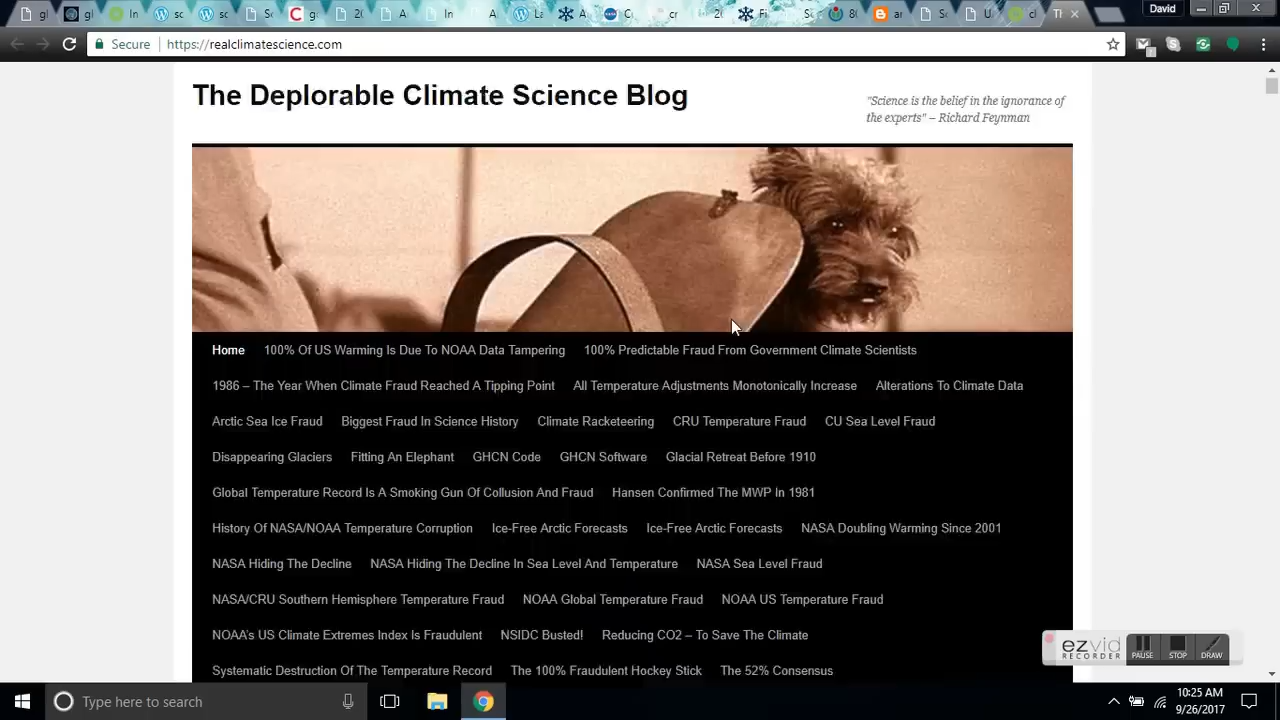 David
Secure
https://realclimatescience.com
The Deplorable Climate Science Blog
"Science is the belief in the ignorance of
the experts" – Richard Feynman
Home 100% Of US Warming Is Due To NOAA Data Tampering 100% Predictable Fraud From Government Climate Scientists
1986 – The Year When Climate Fraud Reached A Tipping Point All Temperature Adjustments Monotonically Increase Alterations To Climate Data
Arctic Sea Ice Fraud Biggest Fraud In Science History Climate Racketeering CRU Temperature Fraud CU Sea Level Fraud
Disappearing Glaciers Fitting An Elephant GHCN Code GHCN Software Glacial Retreat Before 1910
Global Temperature Record Is A Smoking Gun Of Collusion And Fraud Hansen Confirmed The MWP In 1981
History Of NASA/NOAA Temperature Corruption Ice-Free Arctic Forecasts Ice-Free Arctic Forecasts NASA Doubling Warming Since 2001
NASA Hiding The Decline NASA Hiding The Decline In Sea Level And Temperature NASA Sea Level Fraud
NASA/CRU Southern Hemisphere Temperature Fraud NOAA Global Temperature Fraud NOAA US Temperature Fraud
NOAA's US Climate Extremes Index Is Fraudulent NSIDC Busted! Reducing CO2 – To Save The Climate
Systematic Destruction Of The Temperature Record The 100% Fraudulent Hockey Stick The 52% Consensus
ezvid
RECORDER
PAUSE STOP DRAW
Type here to search
10:25 AM
9/26/2017